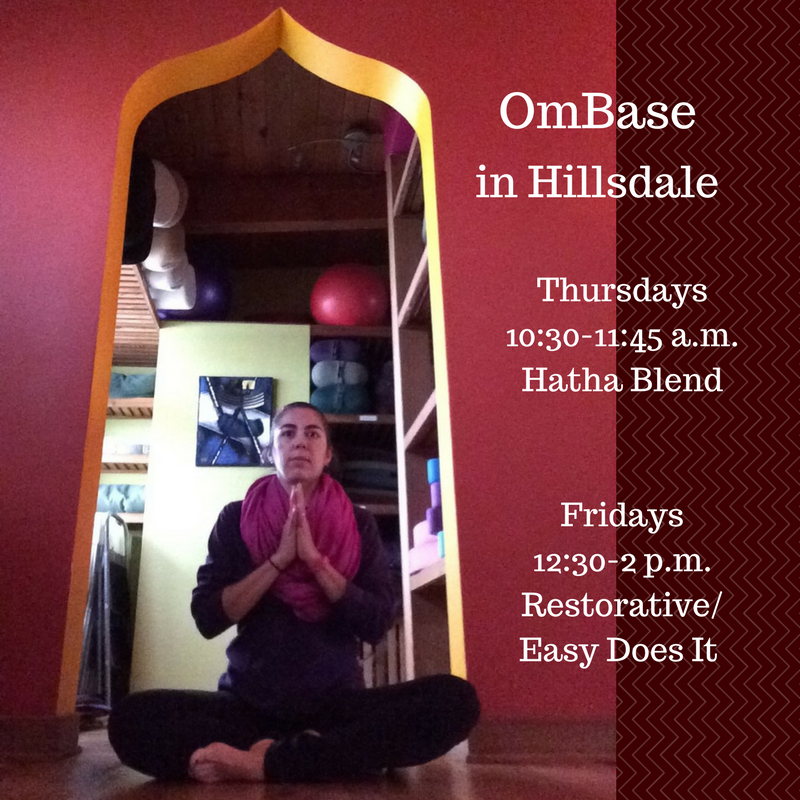 OmBase
in Hillsdale
Thursdays
10:30-11:45 a.m.
Hatha Blend
Fridays
12:30-2 p.m.
Restorative/
Easy Does It